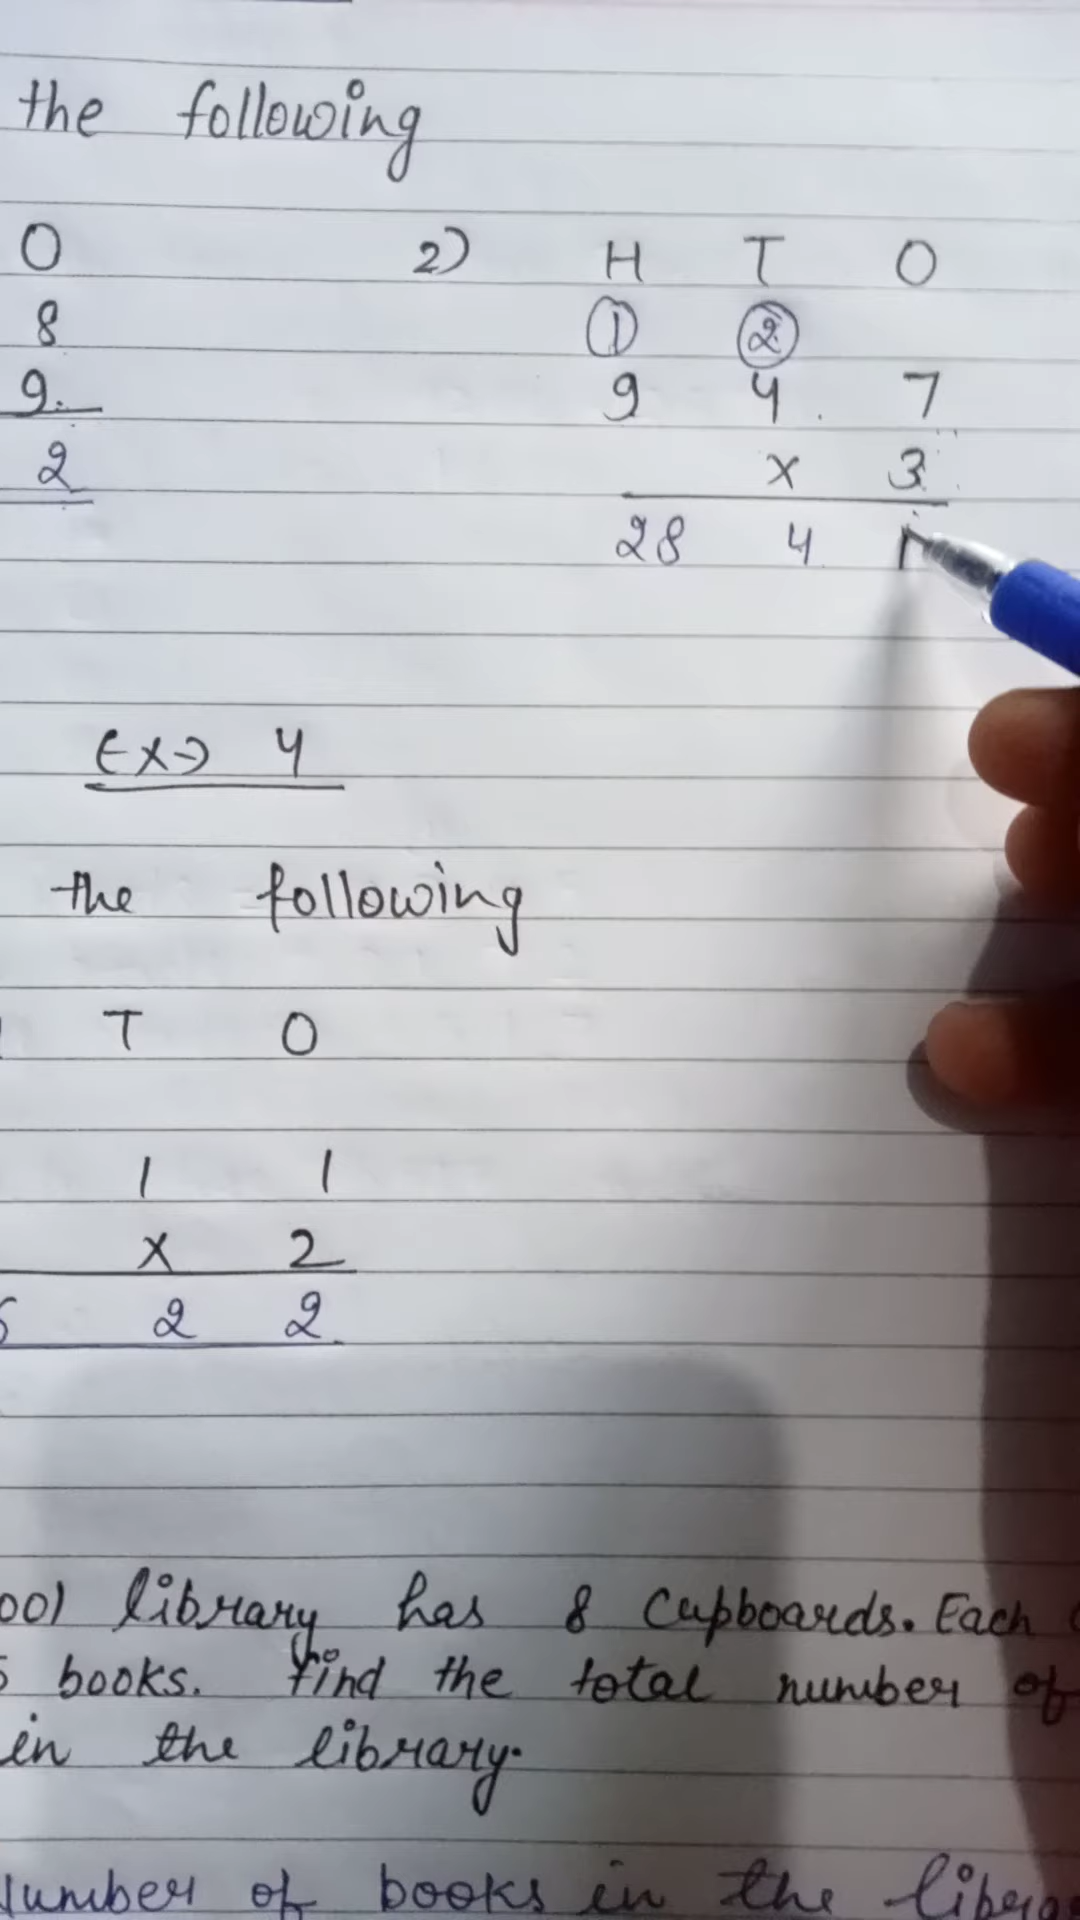 the following
O
8
9.
2
2) H T O
1 2
9 4 7
x 3
28 4 1
Ex → 4
the following
T O
1 1
x 2
2 2
library has 8 Cupboards. Each
books. find the total number of
in the library.
Number of books in the